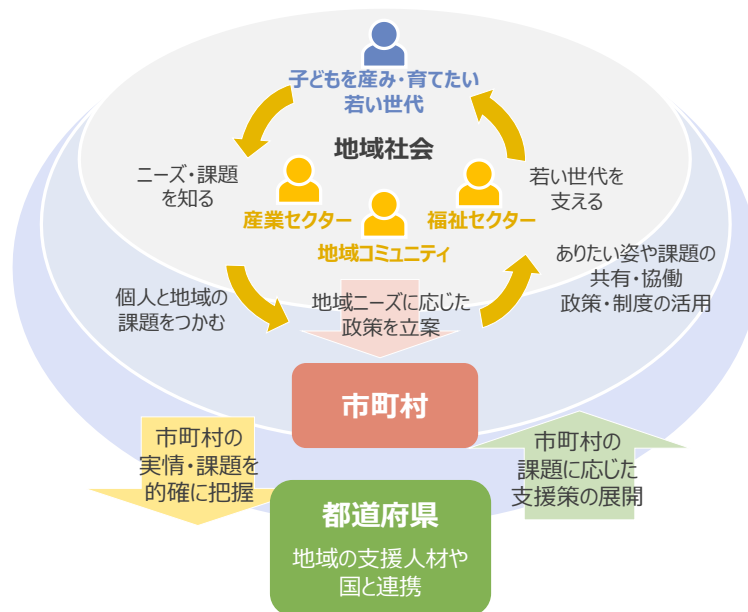 子どもを産み・育てたい
若い世代
地域社会
ニーズ・課題
を知る
若い世代を
支える
産業セクター
福祉セクター
地域コミュニティ
ありたい姿や課題の
共有・協働
政策・制度の活用
個人と地域の
課題をつかむ
地域ニーズに応じた
政策を立案
市町村
市町村の
実情・課題を
的確に把握
市町村の
課題に応じた
支援策の展開
都道府県
地域の支援人材や
国と連携